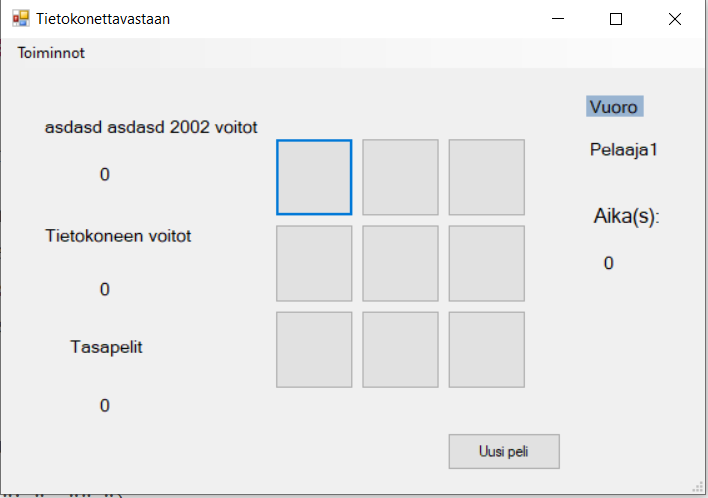 Tietokonettavastaan
Toiminnot
asdasd asdasd 2002 voitot
0
Tietokoneen voitot
0
Tasapelit
0
Vuoro
Pelaaja1
Aika(s):
0
Uusi peli